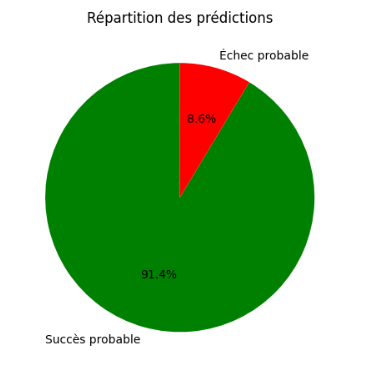 Répartition des prédictions
Échec probable
8.6%
91.4%
Succès probable